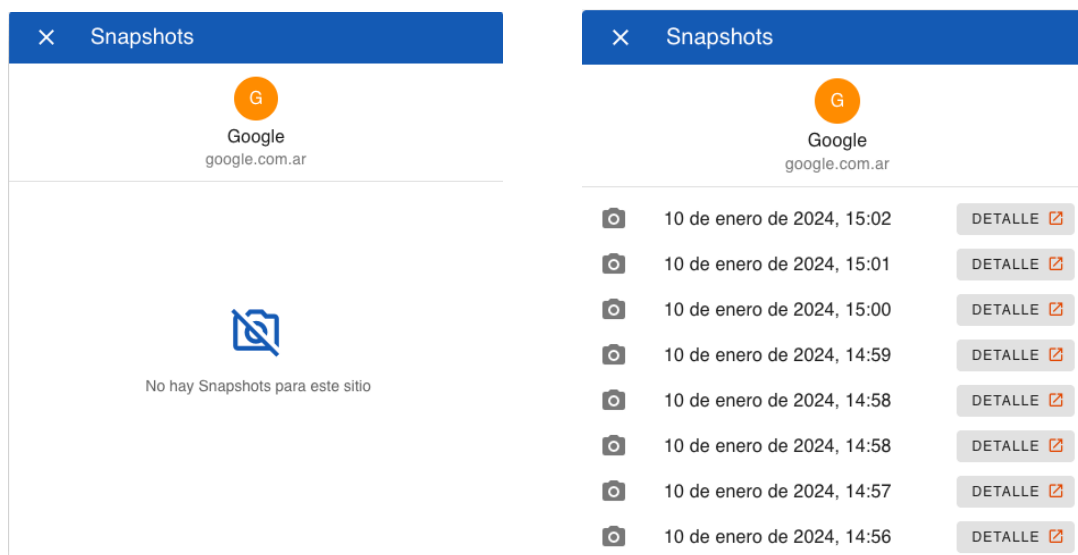 Snapshots
G
Google
google.com.ar
No hay Snapshots para este sitio
Snapshots
G
Google
google.com.ar
10 de enero de 2024, 15:02 DETALLE
10 de enero de 2024, 15:01 DETALLE
10 de enero de 2024, 15:00 DETALLE
10 de enero de 2024, 14:59 DETALLE
10 de enero de 2024, 14:58 DETALLE
10 de enero de 2024, 14:58 DETALLE
10 de enero de 2024, 14:57 DETALLE
10 de enero de 2024, 14:56 DETALLE